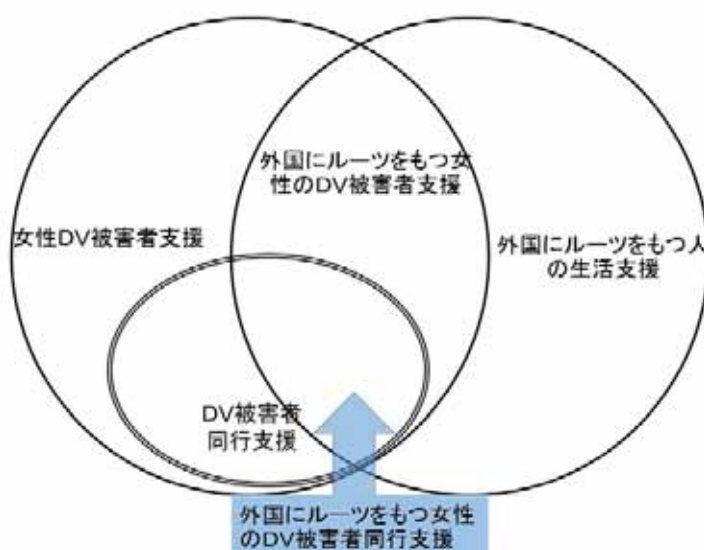 外国にルーツをもつ女
性のDV被害者支援
女性DV被害者支援
外国にルーツをもつ人
の生活支援
DV被害者
同行支援
外国にルーツをもつ女性
のDV被害者同行支援